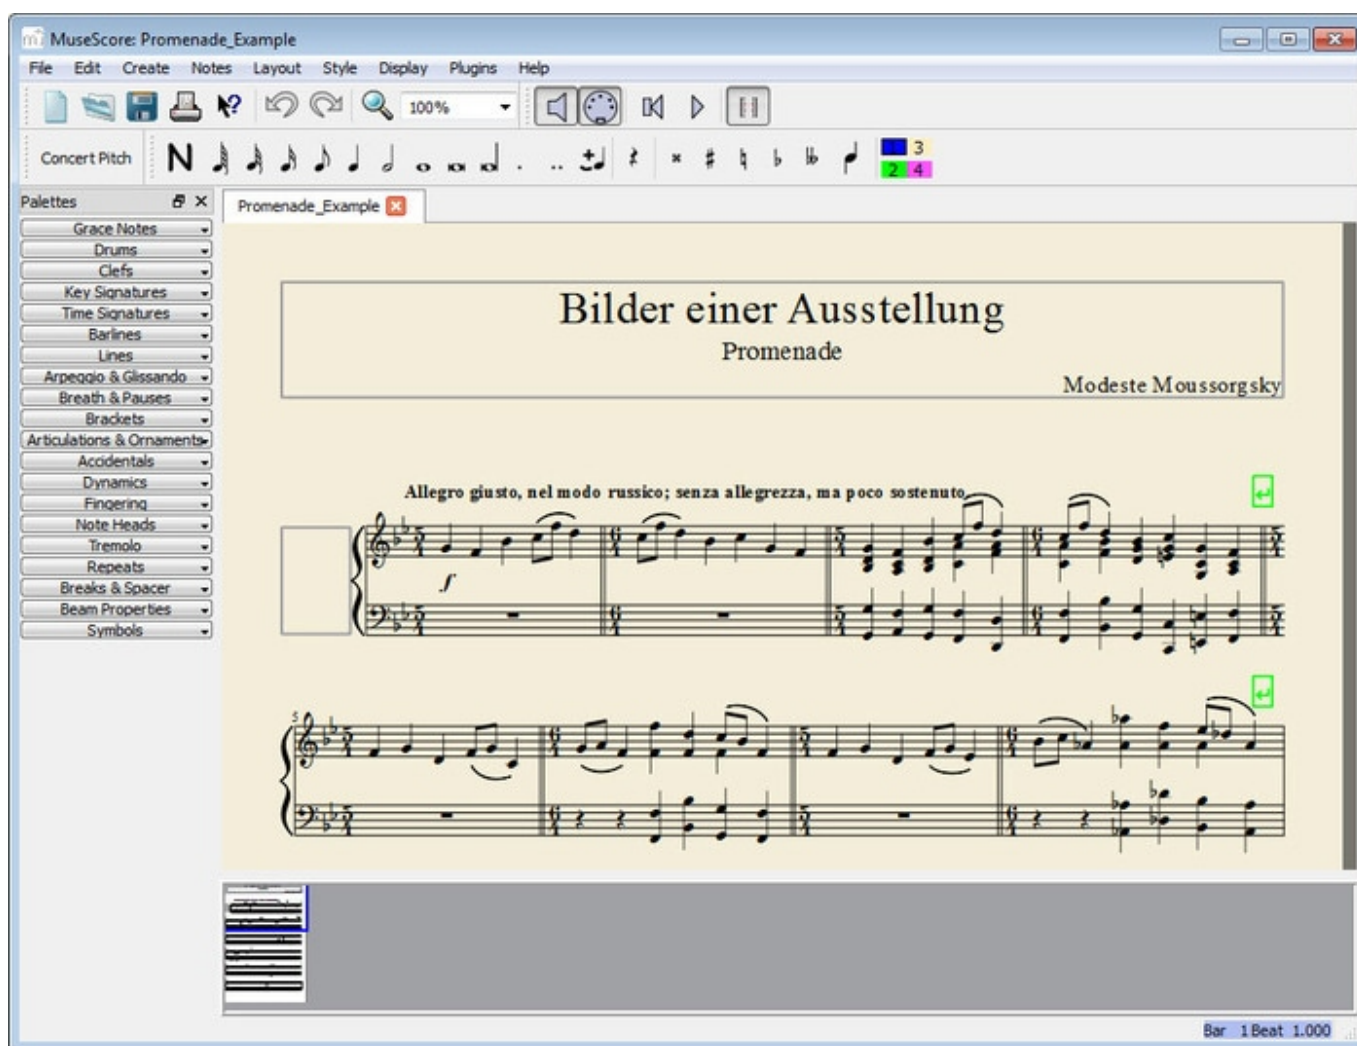 MuseScore: Promenade_Example
File Edit Create Notes Layout Style Display Plugins Help
100%
Concert Pitch N 1 3
2 4
Palettes
Promenade_Example
Grace Notes
Drums
Clefs
Key Signatures
Time Signatures
Barlines
Lines
Arpeggio & Glissando
Breath & Pauses
Brackets
Articulations & Ornaments
Accidentals
Dynamics
Fingering
Note Heads
Tremolo
Repeats
Breaks & Spacer
Beam Properties
Symbols
Bilder einer Ausstellung
Promenade
Modeste Moussorgsky
Allegro giusto, nel modo russico; senza allegrezza, ma poco sostenuto
f
5
Bar 1 Beat 1.000